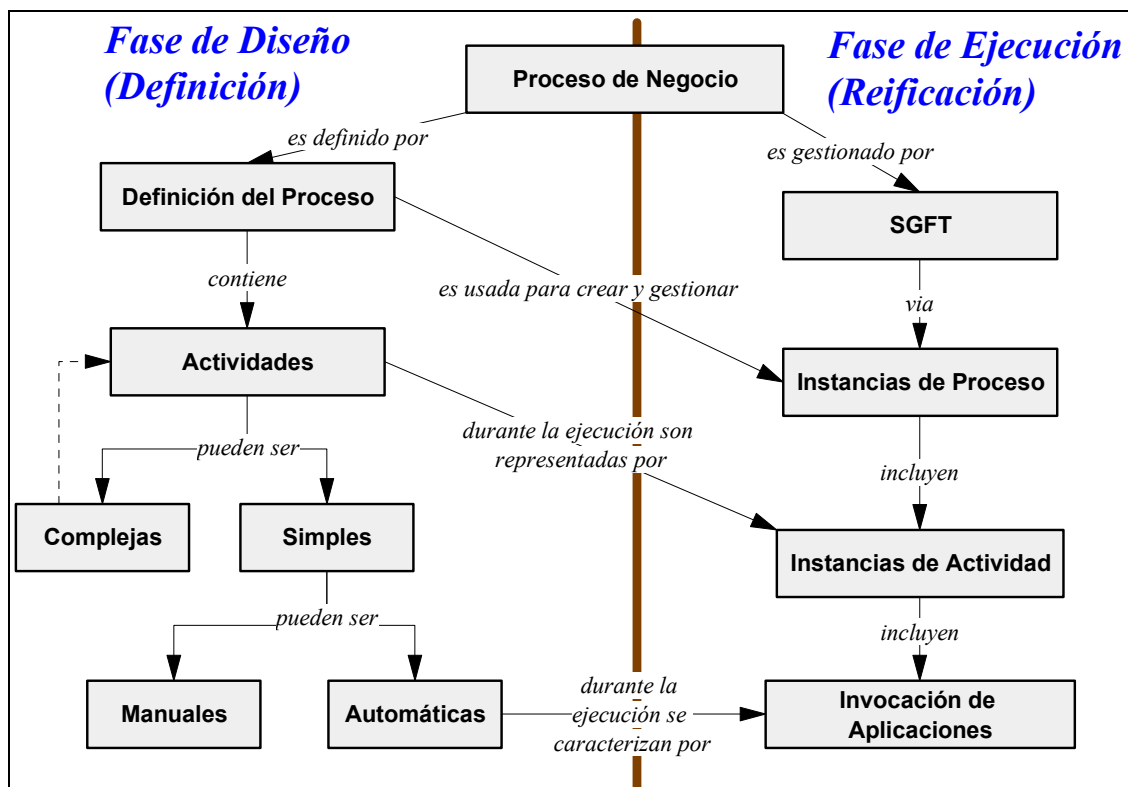 Fase de Diseño
(Definición)
Proceso de Negocio
Fase de Ejecución
(Reificación)
es definido por
es gestionado por
Definición del Proceso
SGFT
contiene
es usada para crear y gestionar
via
Actividades
Instancias de Proceso
pueden ser
durante la ejecución son
representadas por
incluyen
Complejas
Simples
Instancias de Actividad
pueden ser
incluyen
Manuales
Automáticas
durante la
ejecución se
caracterizan por
Invocación de
Aplicaciones